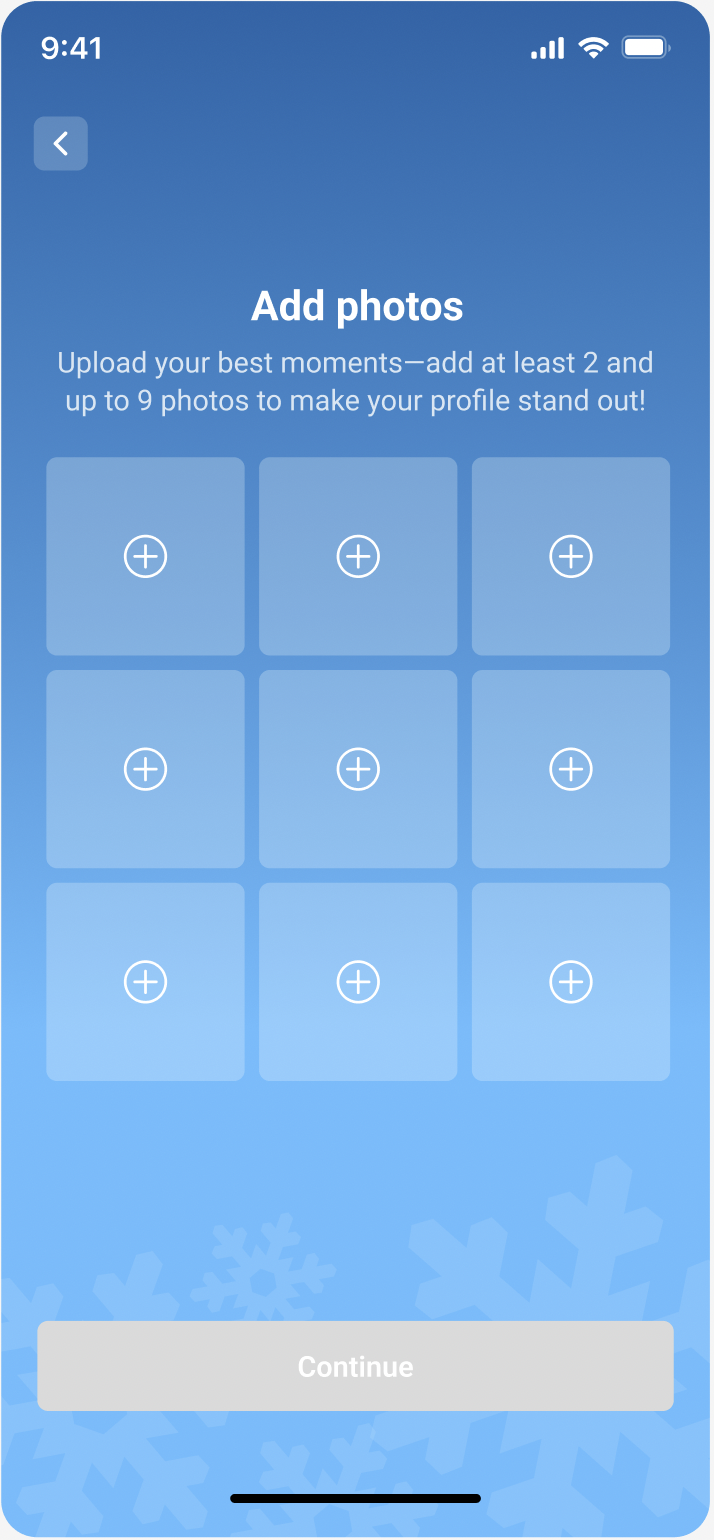 9:41
Add photos
Upload your best moments—add at least 2 and
up to 9 photos to make your profile stand out!
Continue